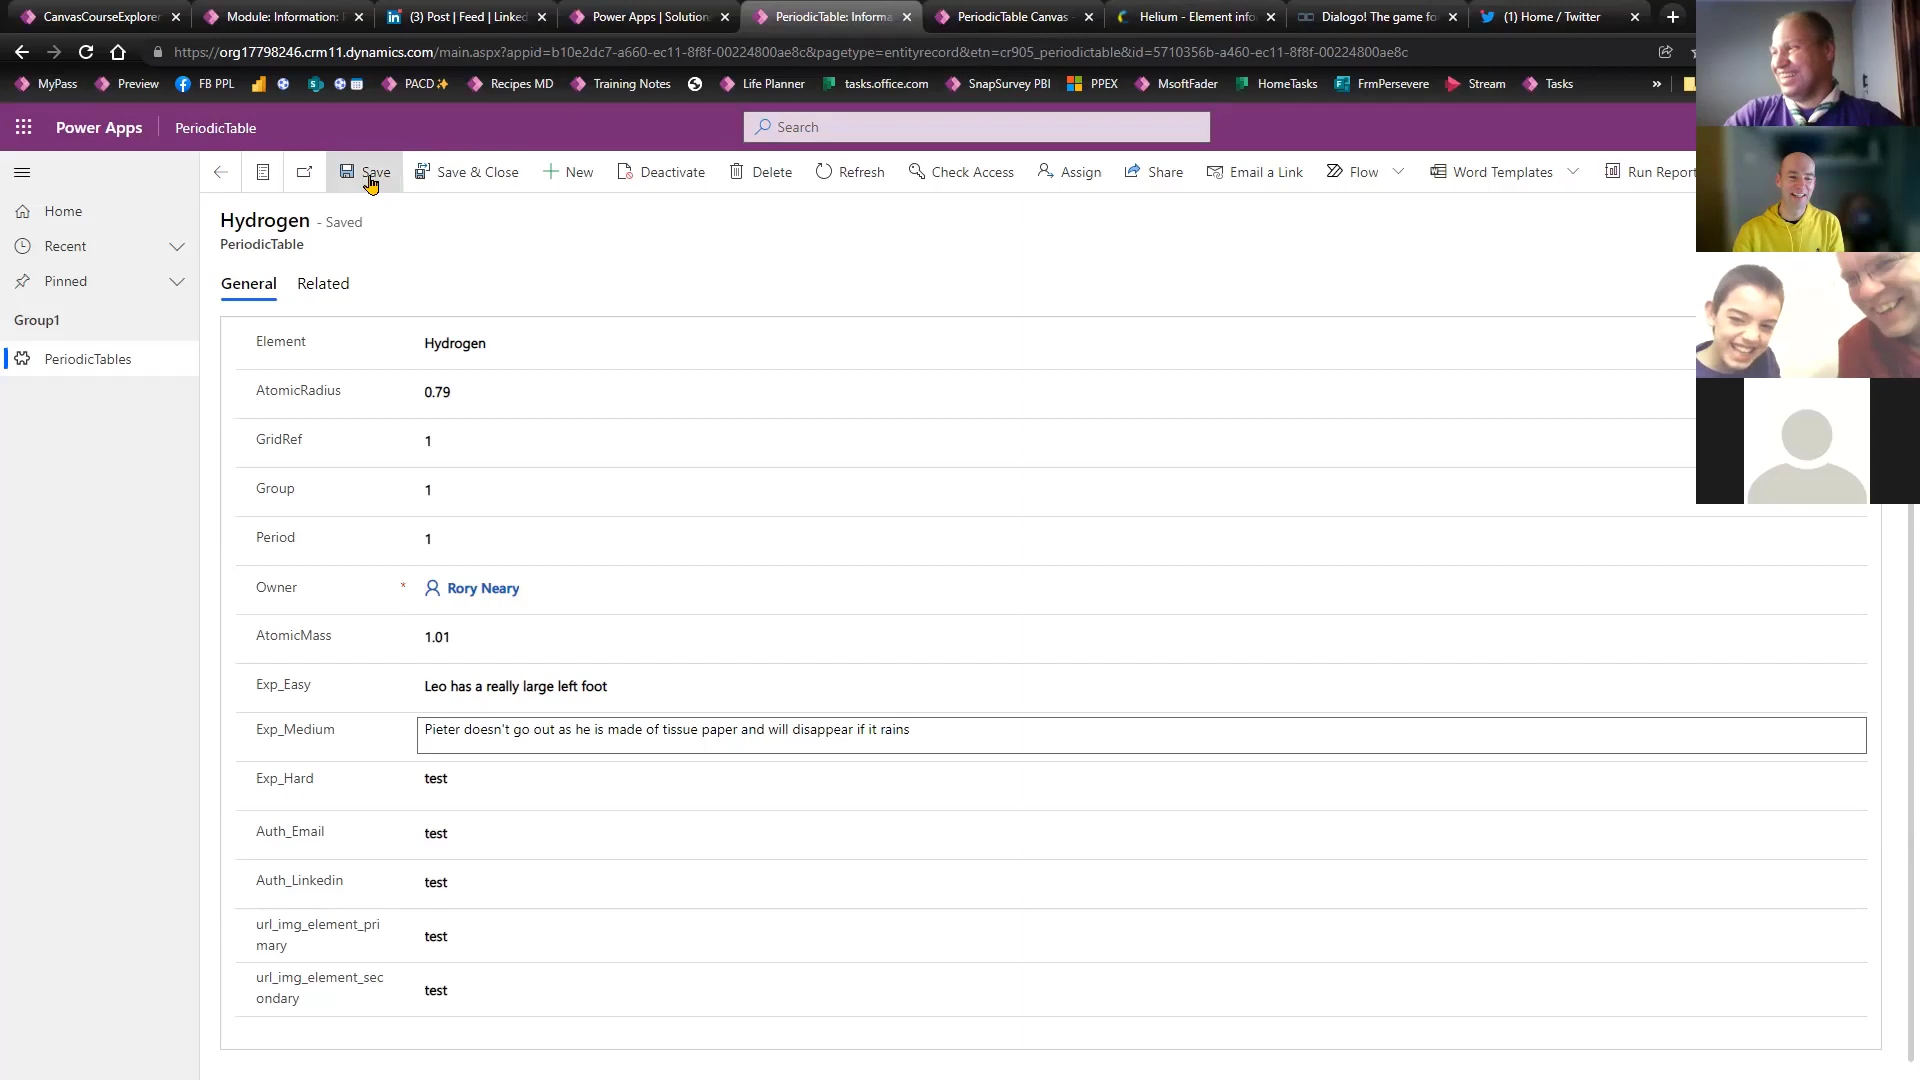 CanvasCourseExplorer
Module: Information:
(3) Post | Feed | Linked
Power Apps | Solution
PeriodicTable: Informa
PeriodicTable Canvas
Helium - Element info
Dialogo! The game fo
(1) Home / Twitter
https://org17798246.crm11.dynamics.com/main.aspx?appid=b10e2dc7-a660-ec11-8f8f-00224800ae8c&pagetype=entityrecord&etn=cr905_periodictable&id=5710356b-a460-ec11-8f8f-00224800ae8c
MyPass
Preview
FB PPL
PACD✨
Recipes MD
Training Notes
Life Planner
tasks.office.com
SnapSurvey PBI
PPEX
MsoftFader
HomeTasks
FrmPersevere
Stream
Tasks
»
Power Apps
PeriodicTable
Search
Save
Save & Close
New
Deactivate
Delete
Refresh
Check Access
Assign
Share
Email a Link
Flow
Word Templates
Run Report
Home
Recent
Pinned
Group1
PeriodicTables
Hydrogen - Saved
PeriodicTable
General
Related
Element Hydrogen
AtomicRadius 0.79
GridRef 1
Group 1
Period 1
Owner * Rory Neary
AtomicMass 1.01
Exp_Easy Leo has a really large left foot
Exp_Medium Pieter doesn't go out as he is made of tissue paper and will disappear if it rains
Exp_Hard test
Auth_Email test
Auth_Linkedin test
url_img_element_pri
mary test
url_img_element_sec
ondary test